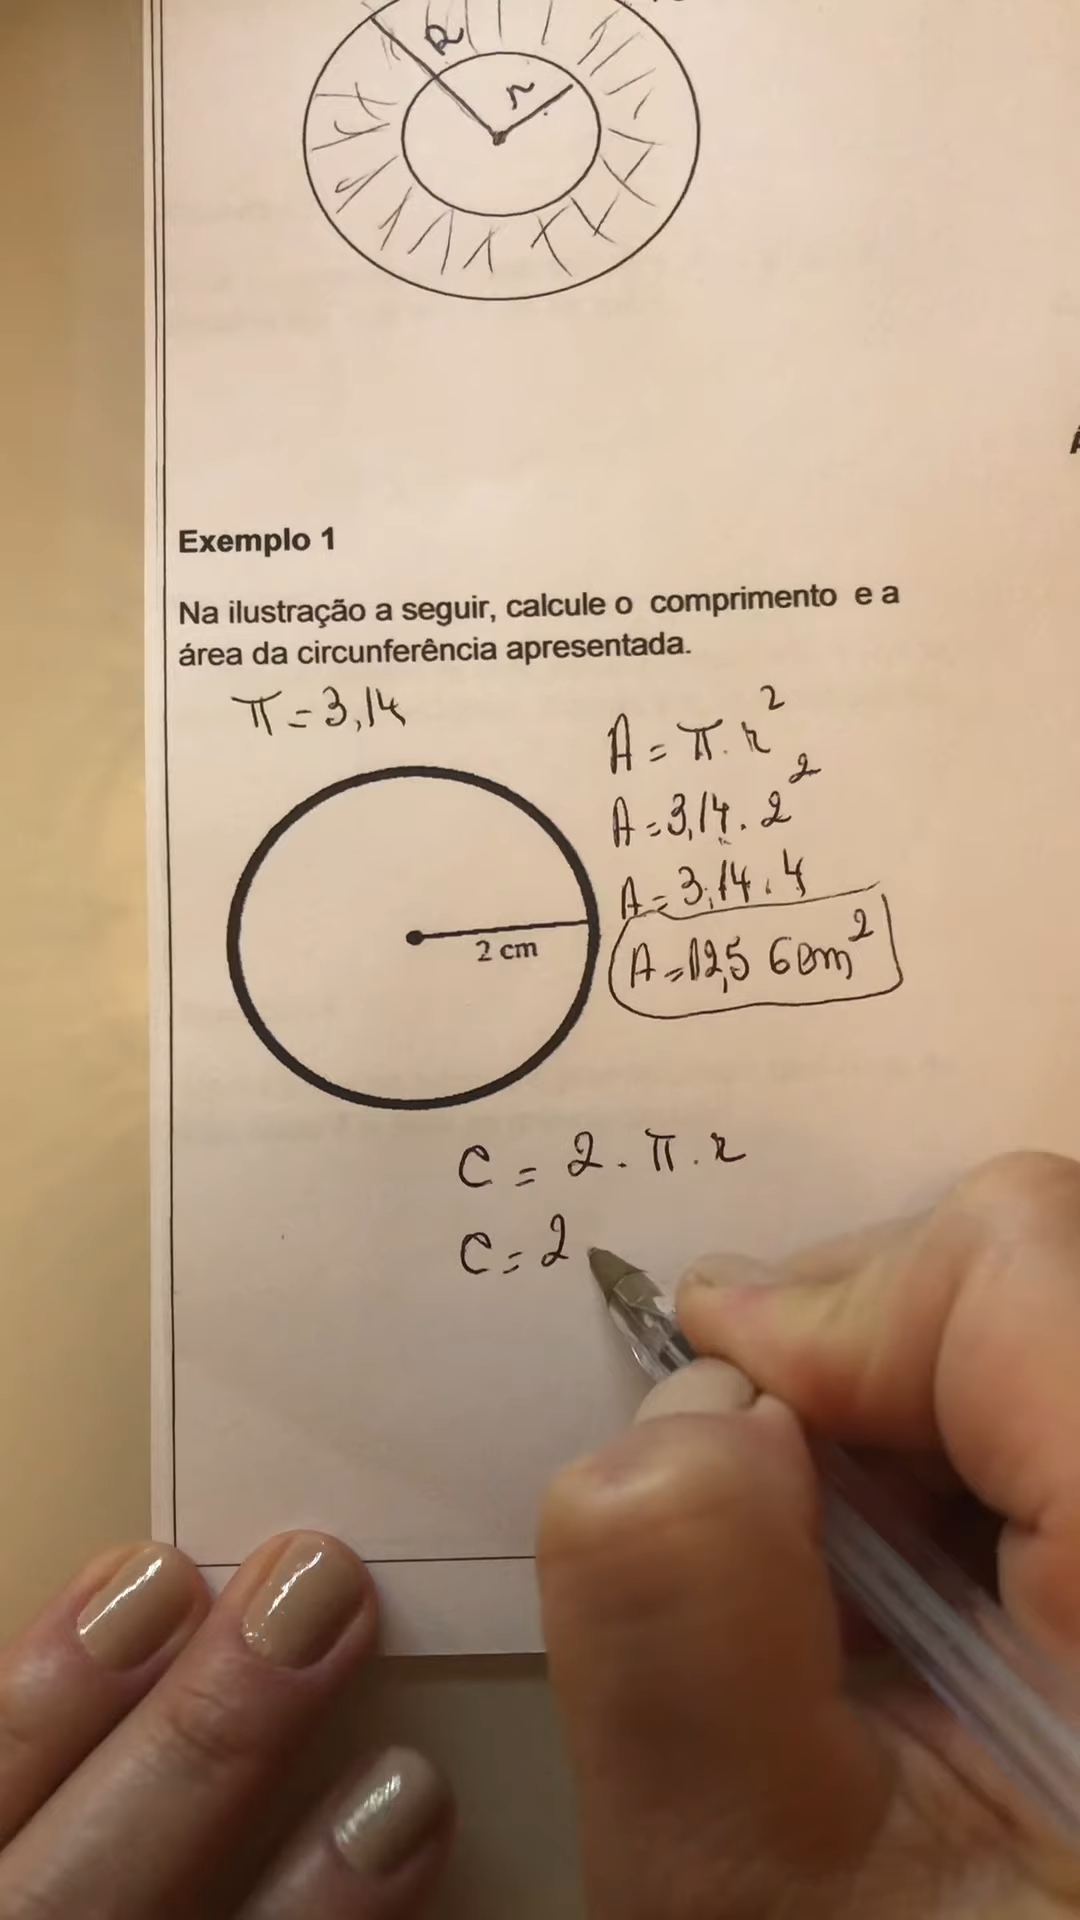 R
r
Exemplo 1
Na ilustração a seguir, calcule o comprimento e a
área da circunferência apresentada.
π = 3,14
A = π . r²
A = 3,14 . 2²
A = 3,14 . 4
A = 12,56 cm²
2 cm
C = 2 . π . r
C = 2